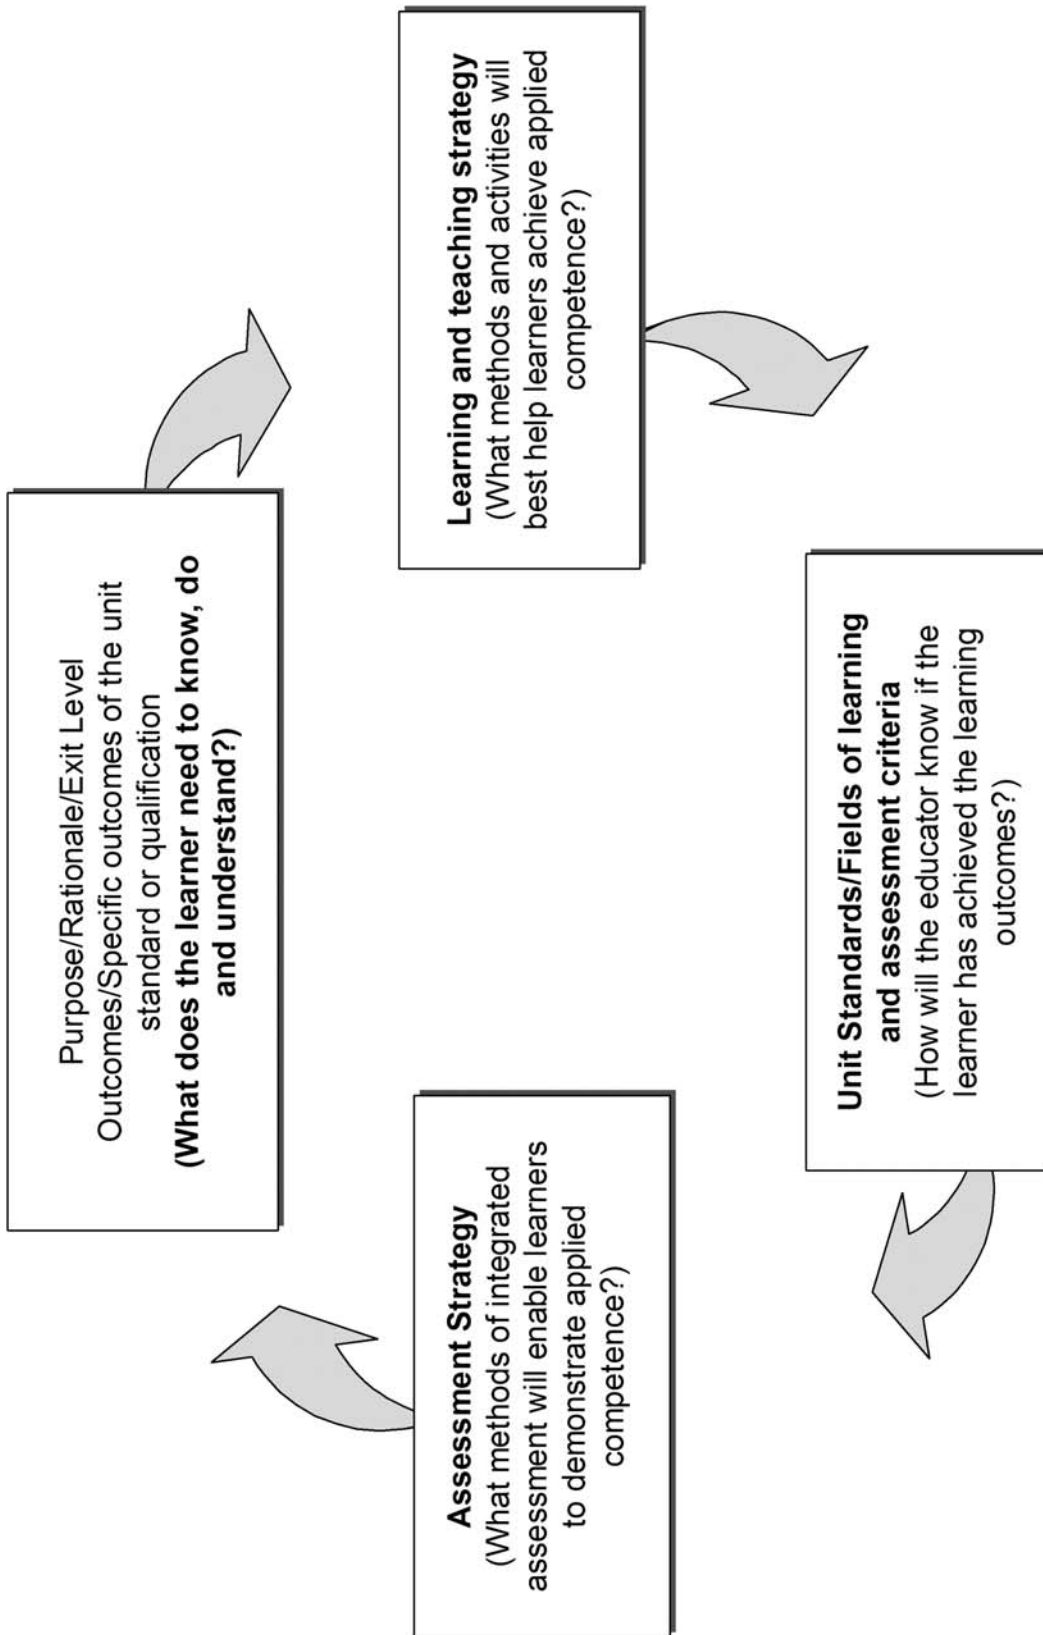 Purpose/Rationale/Exit Level
Outcomes/Specific outcomes of the unit
standard or qualification
(What does the learner need to know, do
and understand?)
Learning and teaching strategy
(What methods and activities will
best help learners achieve applied
competence?)
Unit Standards/Fields of learning
and assessment criteria
(How will the educator know if the
learner has achieved the learning
outcomes?)
Assessment Strategy
(What methods of integrated
assessment will enable learners
to demonstrate applied
competence?)